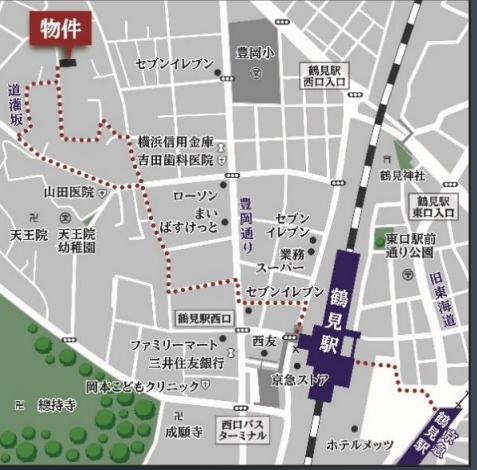 物件
セブンイレブン
豊岡小
鶴見駅
西口入口
道灌坂
横浜信用金庫
吉田歯科医院
鶴見神社
山田医院
ローソン
まい
ばすけっと
豊岡通り
鶴見駅
東口入口
天王院
天王院
幼稚園
セブン
イレブン
業務
スーパー
東口駅前
通り公園
旧東海道
セブンイレブン
鶴見駅
鶴見駅西口
ファミリーマート
三井住友銀行
西友
岡本こどもクリニック
京急ストア
總持寺
成願寺
西口バス
ターミナル
ホテルメッツ
京急
鶴見駅